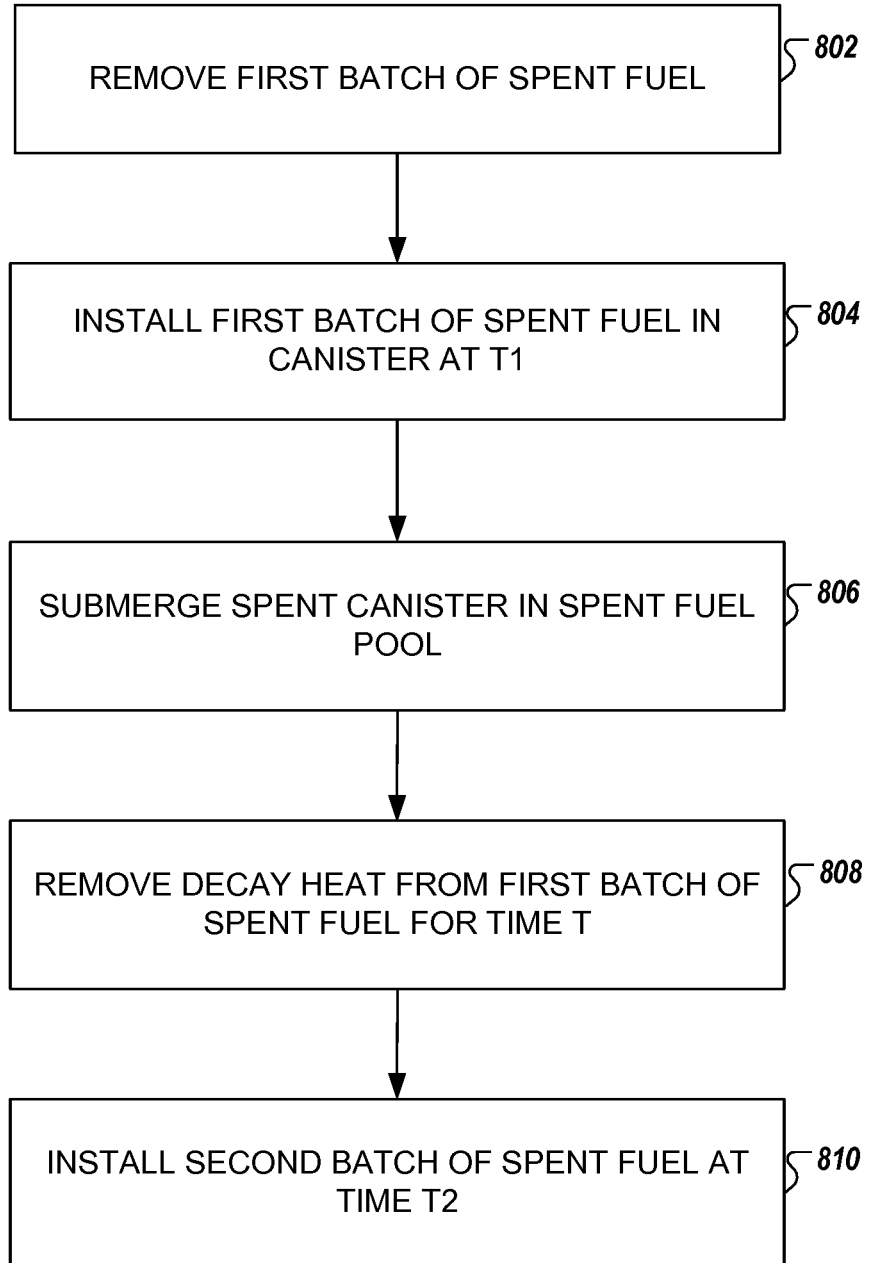 REMOVE FIRST BATCH OF SPENT FUEL
802
INSTALL FIRST BATCH OF SPENT FUEL IN
CANISTER AT T1
804
SUBMERGE SPENT CANISTER IN SPENT FUEL
POOL
806
REMOVE DECAY HEAT FROM FIRST BATCH OF
SPENT FUEL FOR TIME T
808
INSTALL SECOND BATCH OF SPENT FUEL AT
TIME T2
810